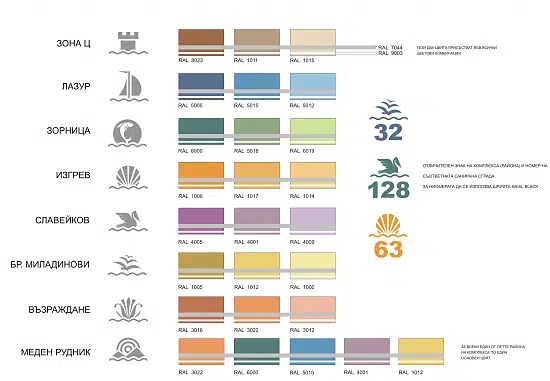 ЗОНА Ц
RAL 8023 RAL 1011 RAL 1015
RAL 7044
RAL 9003
ТЕЗИ ДВА ЦВЯТА ПРИСЪСТВАТ ВЪВ ВСИЧКИ
ЦВЕТОВИ КОМБИНАЦИИ
ЛАЗУР
RAL 5005 RAL 5015 RAL 5012
ЗОРНИЦА
RAL 6000 RAL 5018 RAL 6019
32
ИЗГРЕВ
RAL 1006 RAL 1017 RAL 1014
128
ОТЛИЧИТЕЛЕН ЗНАК НА КОМПЛЕКСА (РАЙОНА) И НОМЕР НА
СЪОТВЕТНАТА САНИРАНА СГРАДА
ЗА НОМЕРАТА ДА СЕ ИЗПОЛЗВА ШРИФТА ARIAL BLACK
СЛАВЕЙКОВ
RAL 4005 RAL 4001 RAL 4009
63
БР. МИЛАДИНОВИ
RAL 1005 RAL 1012 RAL 1000
ВЪЗРАЖДАНЕ
RAL 3016 RAL 3022 RAL 3012
МЕДЕН РУДНИК
RAL 3022 RAL 6000 RAL 5015 RAL 4001 RAL 1012
ЗА ВСЕКИ ЕДИН ОТ ПЕТТЕ РАЙОНА
НА КОМПЛЕКСА ПО ЕДИН
ОСНОВЕН ЦВЯТ